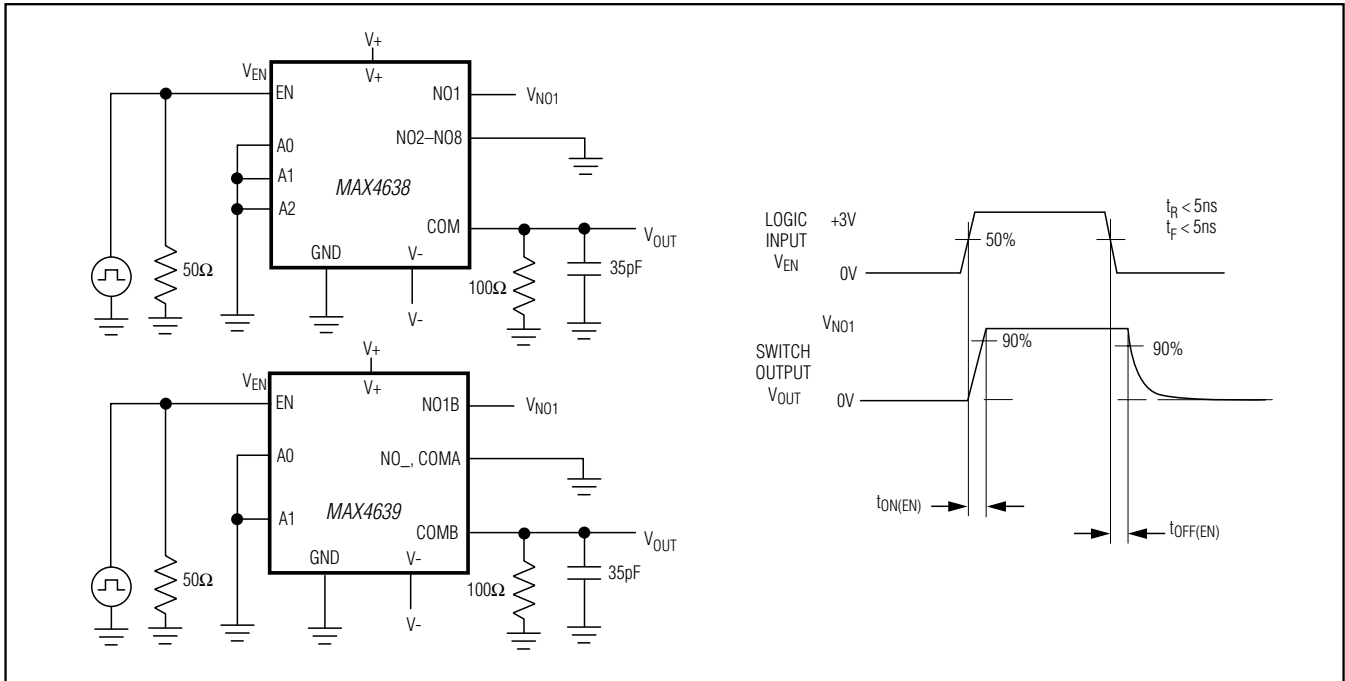 V+
V+
VEN
EN
NO1
VNO1
NO2–NO8
A0
A1
A2
MAX4638
COM
VOUT
GND
V-
V-
50Ω
100Ω
35pF
V+
V+
VEN
EN
NO1B
VNO1
A0
NO_, COMA
A1
MAX4639
COMB
VOUT
GND
V-
V-
50Ω
100Ω
35pF
LOGIC
INPUT
VEN
+3V
0V
50%
tR < 5ns
tF < 5ns
VNO1
SWITCH
OUTPUT
VOUT
0V
90%
90%
tON(EN)
tOFF(EN)